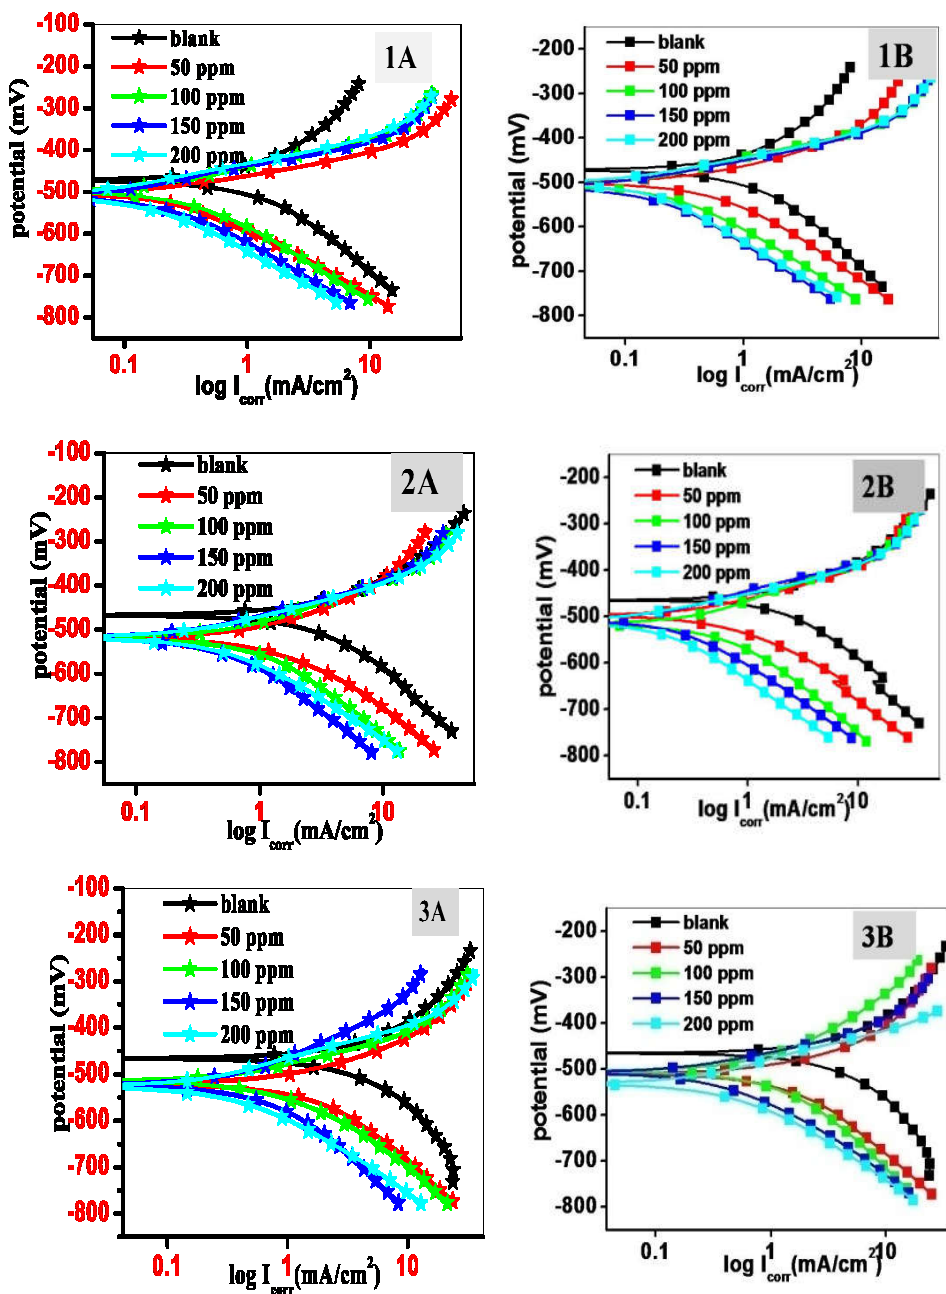 1A
blank
50 ppm
100 ppm
150 ppm
200 ppm
-100
-200
-300
-400
-500
-600
-700
-800
potential (mV)
0.1
1
10
log Icorr(mA/cm2)
1B
blank
50 ppm
100 ppm
150 ppm
200 ppm
-200
-300
-400
-500
-600
-700
-800
potential (mV)
0.1
1
10
log Icorr(mA/cm2)
2A
blank
50 ppm
100 ppm
150 ppm
200 ppm
-100
-200
-300
-400
-500
-600
-700
-800
potential (mV)
0.1
1
10
log Icorr(mA/cm2)
2B
blank
50 ppm
100 ppm
150 ppm
200 ppm
-200
-300
-400
-500
-600
-700
-800
potential (mV)
0.1
1
10
log Icorr(mA/cm2)
3A
blank
50 ppm
100 ppm
150 ppm
200 ppm
-100
-200
-300
-400
-500
-600
-700
-800
potential (mV)
0.1
1
10
log Icorr(mA/cm2)
3B
blank
50 ppm
100 ppm
150 ppm
200 ppm
-200
-300
-400
-500
-600
-700
-800
potential (mV)
0.1
1
10
log Icorr(mA/cm2)